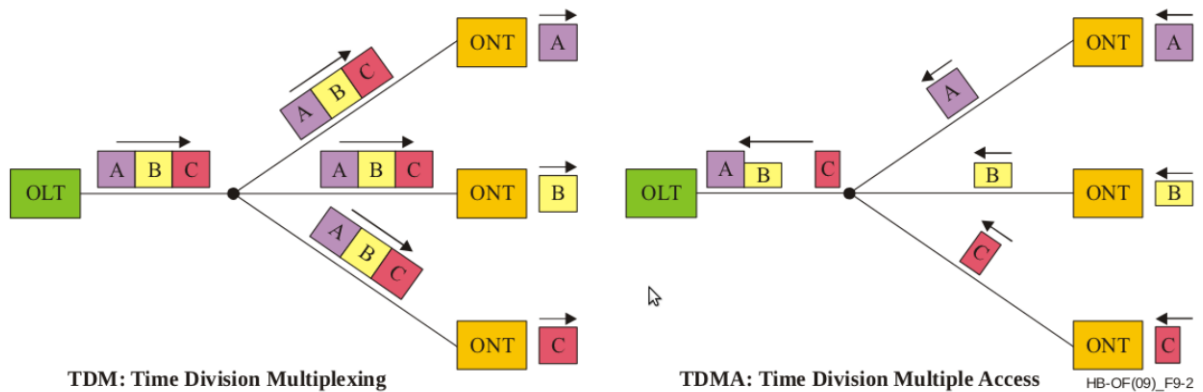 ONT A
A B C
A B C
OLT
A B C
ONT B
A B C
ONT C
TDM: Time Division Multiplexing
ONT A
A
OLT
A B C
B
ONT B
C
ONT C
TDMA: Time Division Multiple Access
HB-OF(09)_F9-2